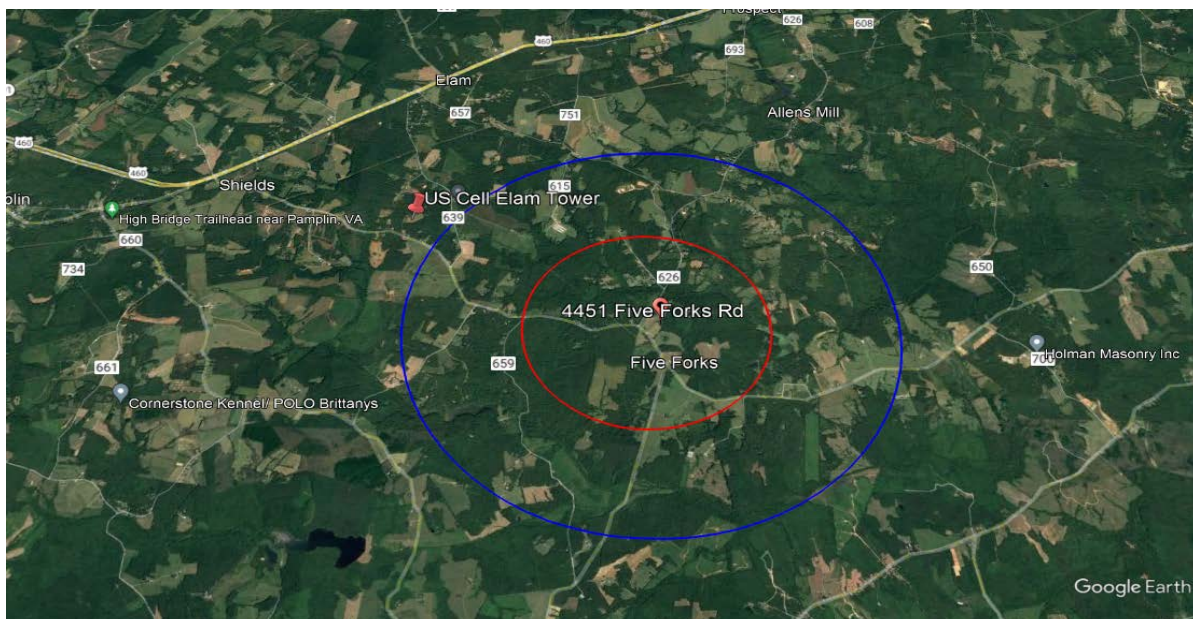 Prospect
626
608
460
693
Elam
657
751
Allens Mill
460
460
Shields
US Cell Elam Tower
615
639
High Bridge Trailhead near Pamplin, VA
660
734
650
626
4451 Five Forks Rd
Five Forks
659
661
Holman Masonry Inc
Cornerstone Kennel/ POLO Brittanys
Google Earth